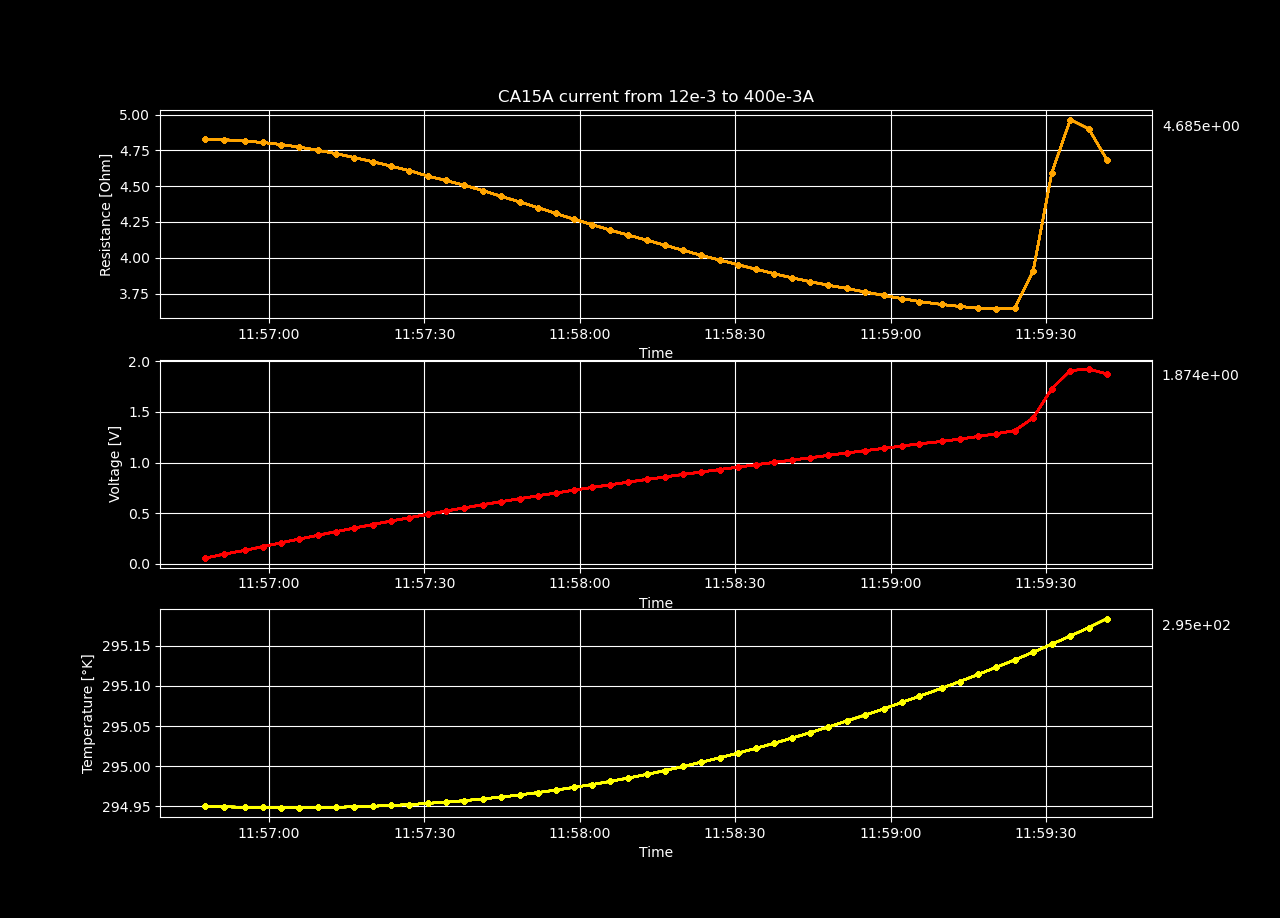 CA15A current from 12e-3 to 400e-3A
5.00
4.75
4.50
4.25
4.00
3.75
Resistance [Ohm]
4.685e+00
11:57:00 11:57:30 11:58:00 11:58:30 11:59:00 11:59:30
Time
2.0
1.5
1.0
0.5
0.0
Voltage [V]
1.874e+00
11:57:00 11:57:30 11:58:00 11:58:30 11:59:00 11:59:30
Time
295.15
295.10
295.05
295.00
294.95
Temperature [°K]
2.95e+02
11:57:00 11:57:30 11:58:00 11:58:30 11:59:00 11:59:30
Time